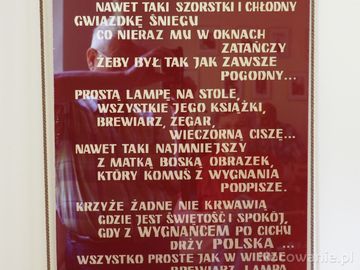 NAWET TAKI SZORSTKI I CHŁODNY
GWIAZDKĘ ŚNIEGU
CO NIERAZ MU W OKNACH
ZATAŃCZY
ŻEBY BYŁ TAK JAK ZAWSZE
POGODNY...
PROSTĄ LAMPĘ NA STOLE,
WSZYSTKIE JEGO KSIĄŻKI,
BREWIARZ, ZEGAR,
WIECZORNĄ CISZĘ...
NAWET TAKI NAJMNIEJSZY
Z MATKĄ BOSKĄ OBRAZEK,
KTÓRY KOMUŚ Z WYGNANIA
PODPISZE.
KRZYŻE ŻADNE NIE KRWAWIĄ
GDZIE JEST ŚWIĘTOŚĆ I SPOKÓJ,
GDY Z WYGNAŃCEM PO CICHU
DRŻY POLSKA...
WSZYSTKO PROSTE JAK W WIERZE
BREWIARZ, LAMPA